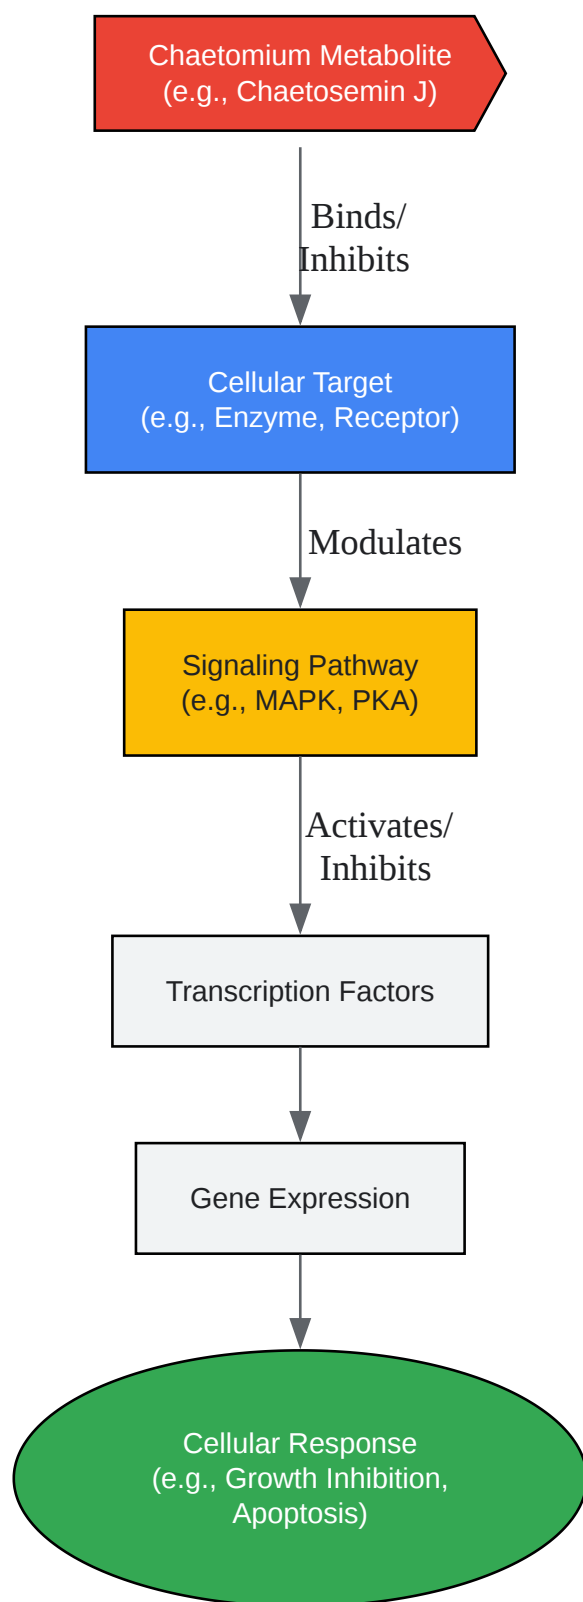 Chaetomium Metabolite
(e.g., Chaetosemin J)
Binds/
Inhibits
Cellular Target
(e.g., Enzyme, Receptor)
Modulates
Signaling Pathway
(e.g., MAPK, PKA)
Activates/
Inhibits
Transcription Factors
Gene Expression
Cellular Response
(e.g., Growth Inhibition,
Apoptosis)